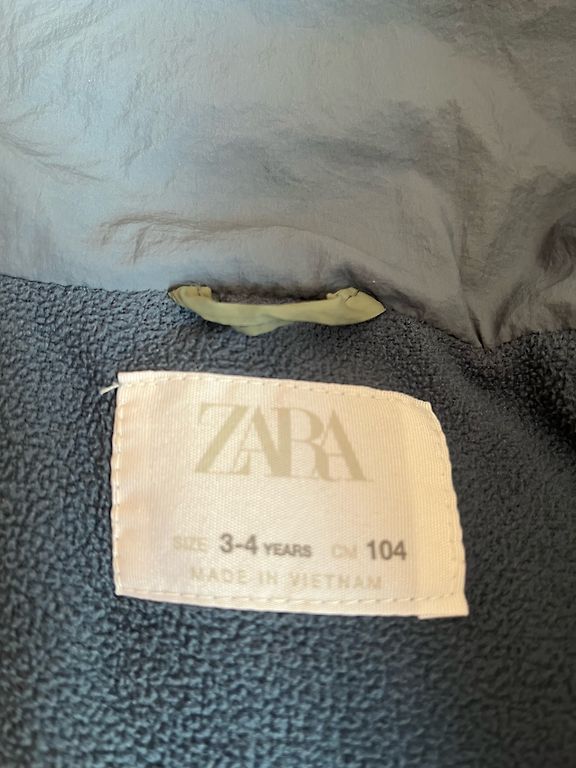 ZARA
SIZE 3-4 YEARS CM 104
MADE IN VIETNAM